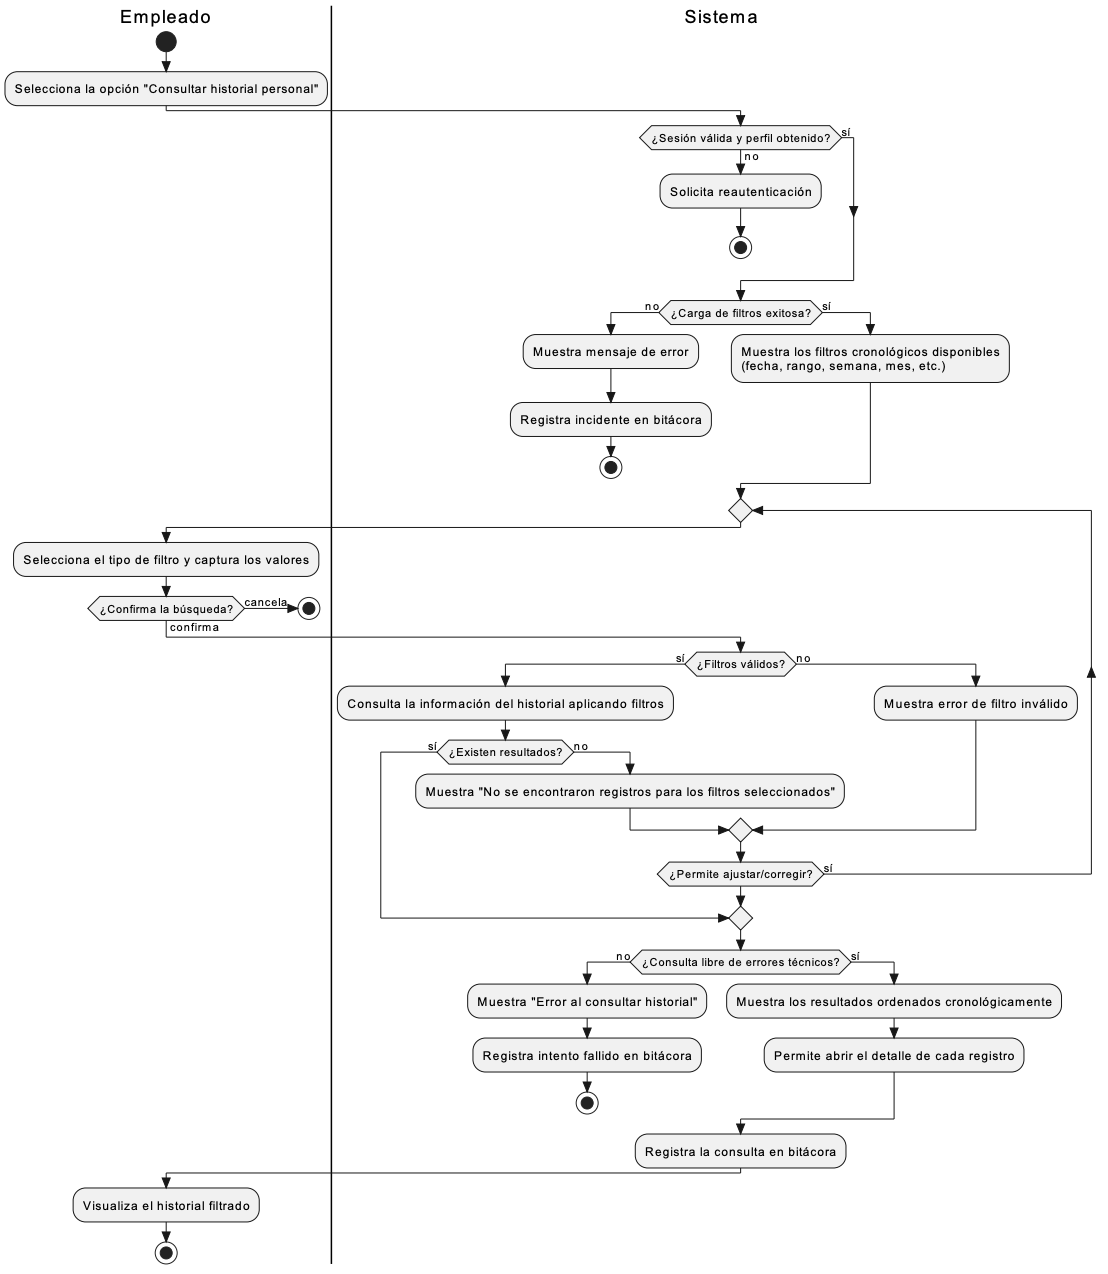 Empleado
Sistema
Selecciona la opción "Consultar historial personal"
¿Sesión válida y perfil obtenido?
sí
no
Solicita reautenticación
no
¿Carga de filtros exitosa?
sí
Muestra mensaje de error
Muestra los filtros cronológicos disponibles
(fecha, rango, semana, mes, etc.)
Registra incidente en bitácora
Selecciona el tipo de filtro y captura los valores
¿Confirma la búsqueda?
cancela
confirma
sí
¿Filtros válidos?
no
Consulta la información del historial aplicando filtros
Muestra error de filtro inválido
sí
¿Existen resultados?
no
Muestra "No se encontraron registros para los filtros seleccionados"
¿Permite ajustar/corregir?
sí
no
¿Consulta libre de errores técnicos?
sí
Muestra "Error al consultar historial"
Muestra los resultados ordenados cronológicamente
Registra intento fallido en bitácora
Permite abrir el detalle de cada registro
Registra la consulta en bitácora
Visualiza el historial filtrado